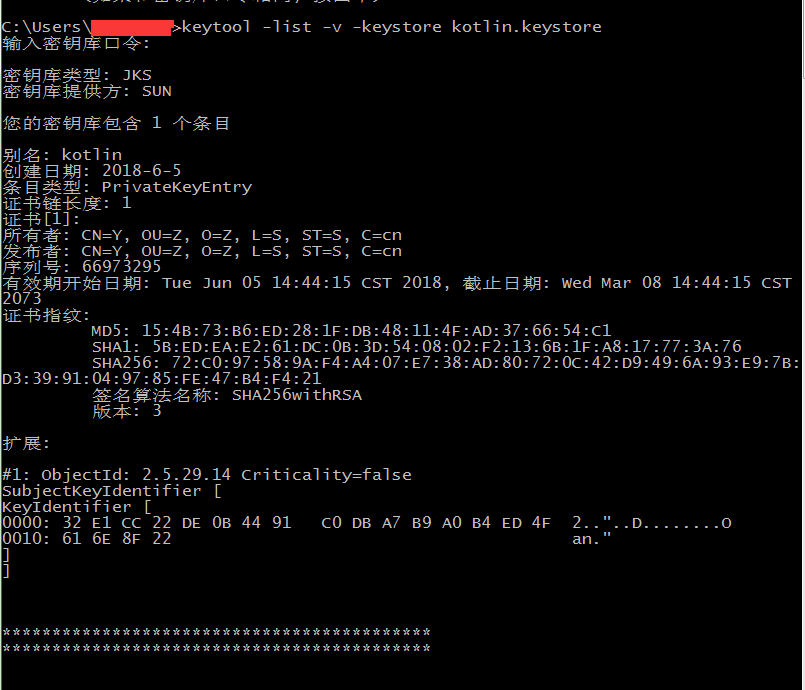 C:\Users\ >keytool -list -v -keystore kotlin.keystore
输入密钥库口令:
密钥库类型: JKS
密钥库提供方: SUN
您的密钥库包含 1 个条目
别名: kotlin
创建日期: 2018-6-5
条目类型: PrivateKeyEntry
证书链长度: 1
证书[1]:
所有者: CN=Y, OU=Z, O=Z, L=S, ST=S, C=cn
发布者: CN=Y, OU=Z, O=Z, L=S, ST=S, C=cn
序列号: 66973295
有效期开始日期: Tue Jun 05 14:44:15 CST 2018, 截止日期: Wed Mar 08 14:44:15 CST
2073
证书指纹:
MD5: 15:4B:73:B6:ED:28:1F:DB:48:11:4F:AD:37:66:54:C1
SHA1: 5B:ED:EA:E2:61:DC:0B:3D:54:08:02:F2:13:6B:1F:A8:17:77:3A:76
SHA256: 72:C0:97:58:9A:F4:A4:07:E7:38:AD:80:72:0C:42:D9:49:6A:93:E9:7B:
D3:39:91:04:97:85:FE:47:B4:F4:21
签名算法名称: SHA256withRSA
版本: 3
扩展:
#1: ObjectId: 2.5.29.14 Criticality=false
SubjectKeyIdentifier [
KeyIdentifier [
0000: 32 E1 CC 22 DE 0B 44 91   C0 DB A7 B9 A0 B4 ED 4F  2.."..D........O
0010: 61 6E 8F 22                                        an."
]
]
*******************************************
*******************************************